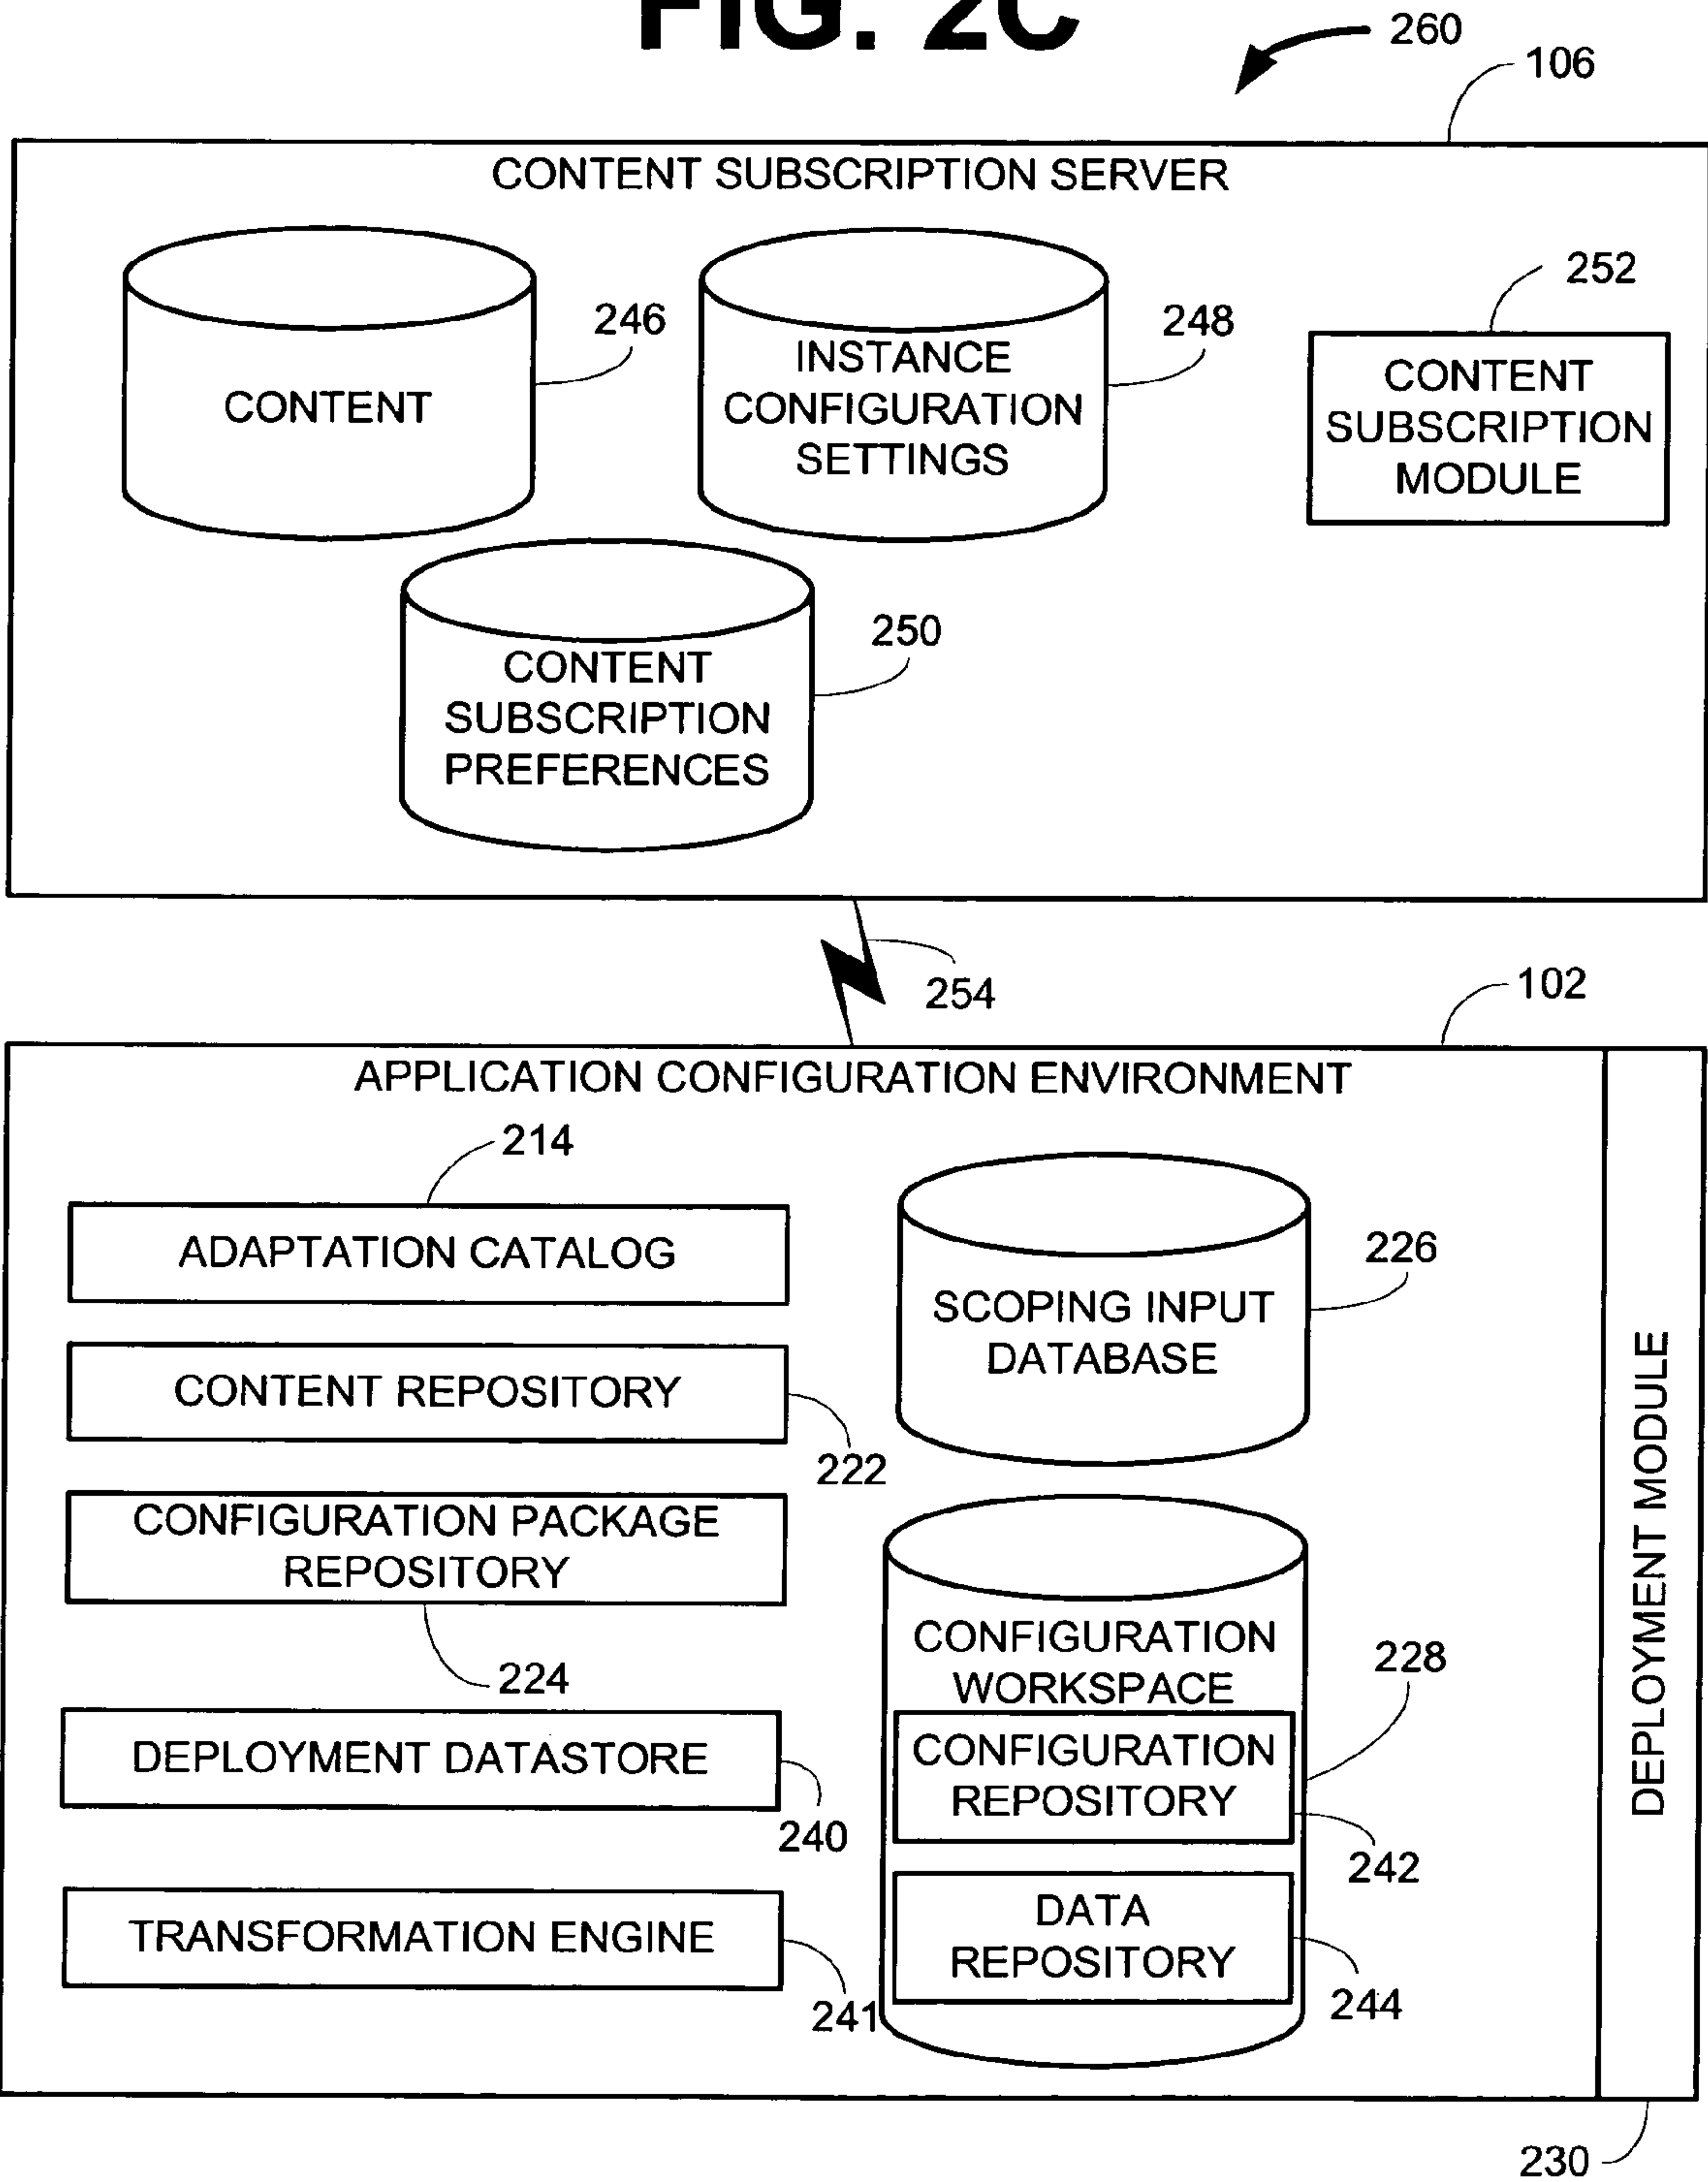 FIG. 2C
260
106
CONTENT SUBSCRIPTION SERVER
CONTENT
246
INSTANCE
CONFIGURATION
SETTINGS
248
252
CONTENT
SUBSCRIPTION
MODULE
CONTENT
SUBSCRIPTION
PREFERENCES
250
254
102
APPLICATION CONFIGURATION ENVIRONMENT
214
ADAPTATION CATALOG
CONTENT REPOSITORY
222
CONFIGURATION PACKAGE
REPOSITORY
224
DEPLOYMENT DATASTORE
240
TRANSFORMATION ENGINE
241
SCOPING INPUT
DATABASE
226
CONFIGURATION
WORKSPACE
228
CONFIGURATION
REPOSITORY
242
DATA
REPOSITORY
244
DEPLOYMENT MODULE
230